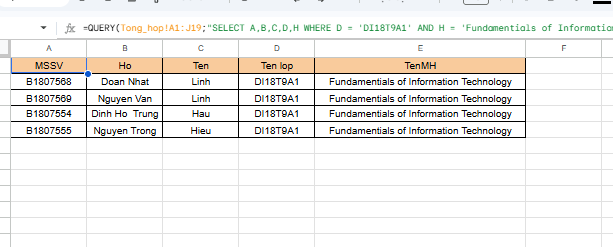 fx =QUERY(Tong_hop!A1:J19;"SELECT A,B,C,D,H WHERE D = 'DI18T9A1' AND H = 'Fundamentials of Informatio
A B C D E F
MSSV Ho Ten Ten lop TenMH
B1807568 Doan Nhat Linh DI18T9A1 Fundamentials of Information Technology
B1807569 Nguyen Van Linh DI18T9A1 Fundamentials of Information Technology
B1807554 Dinh Ho Trung Hau DI18T9A1 Fundamentials of Information Technology
B1807555 Nguyen Trong Hieu DI18T9A1 Fundamentials of Information Technology